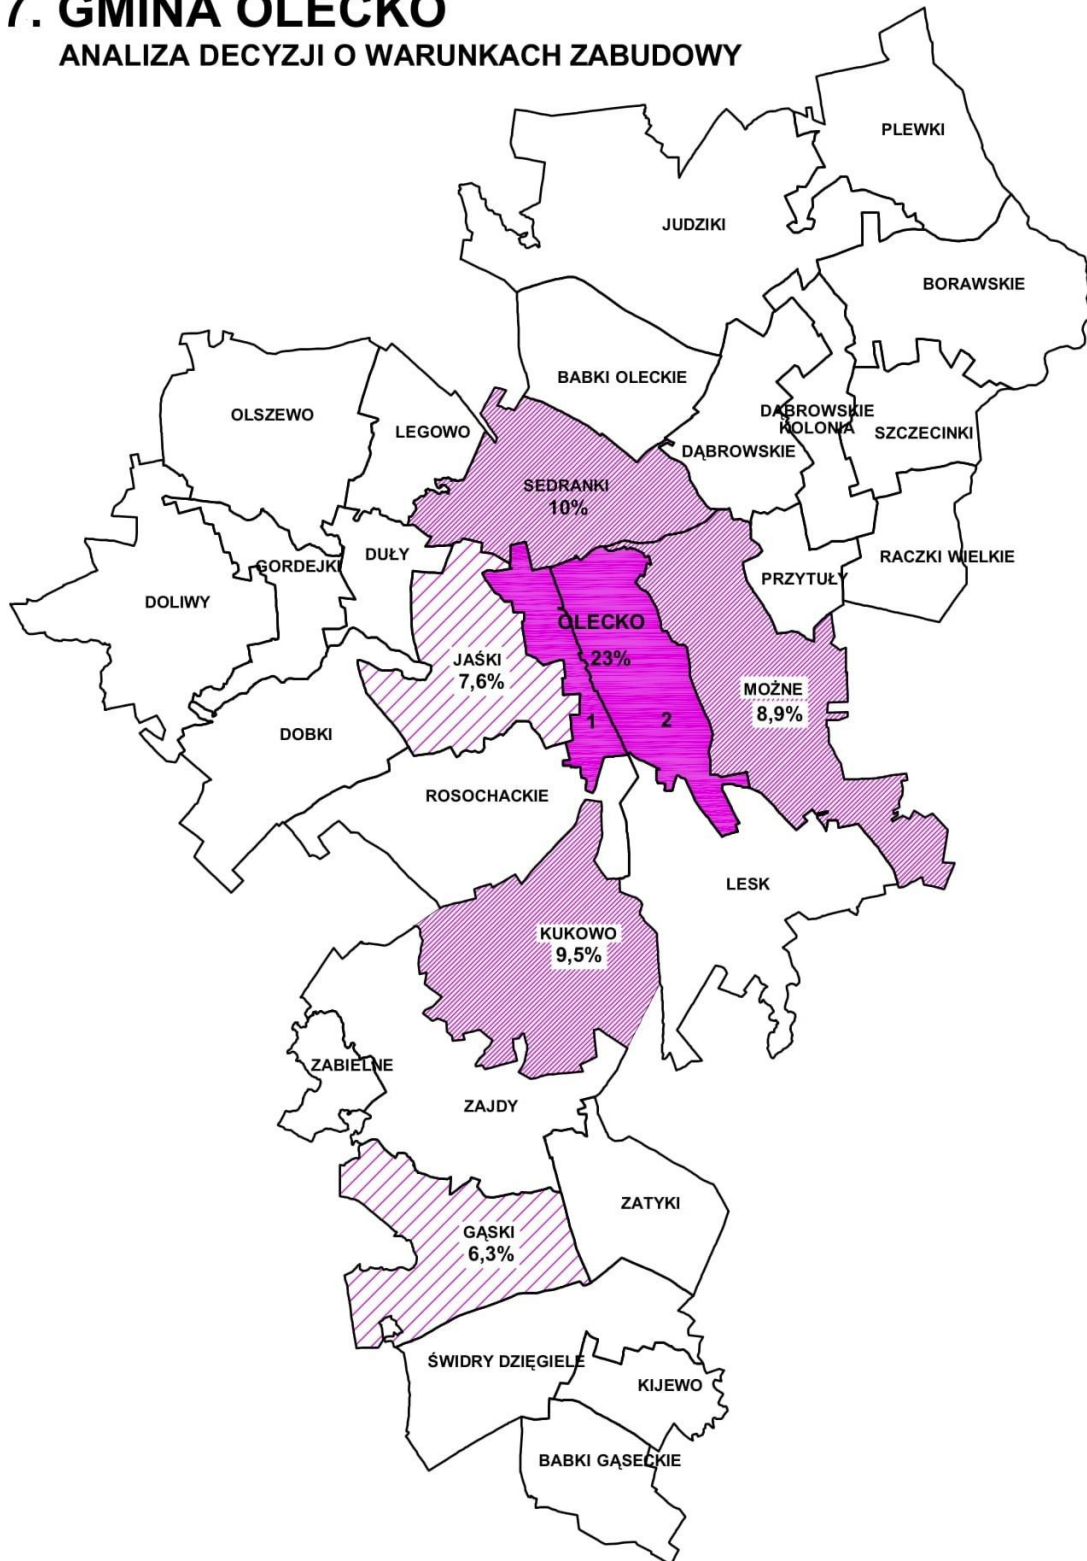 7. GMINA OLECKO
ANALIZA DECYZJI O WARUNKACH ZABUDOWY
PLEWKI
JUDZIKI
BORAWSKIE
BABKI OLECKIE
OLSZEWO
LEGOWO
DĄBROWSKIE
KOLONIA
SZCZECINKI
DĄBROWSKIE
SEDRANKI
10%
DUŁY
GORDEJKI
RACZKI WIELKIE
PRZYTUŁY
DOLIWY
OLECKO
23%
JAŚKI
7,6%
MOŻNE
8,9%
1
2
DOBKI
ROSOCHACKIE
LESK
KUKOWO
9,5%
ZABIELNE
ZAJDY
ZATYKI
GĄSKI
6,3%
ŚWIDRY DZIĘGIELE
KIJEWO
BABKI GĄSECKIE